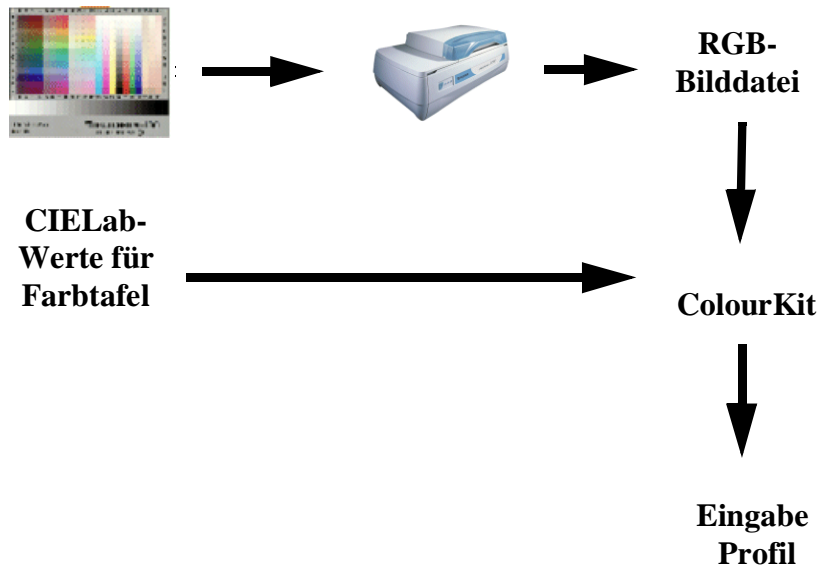 RGB-
Bilddatei
CIELab-
Werte für
Farbtafel
ColourKit
Eingabe
Profil